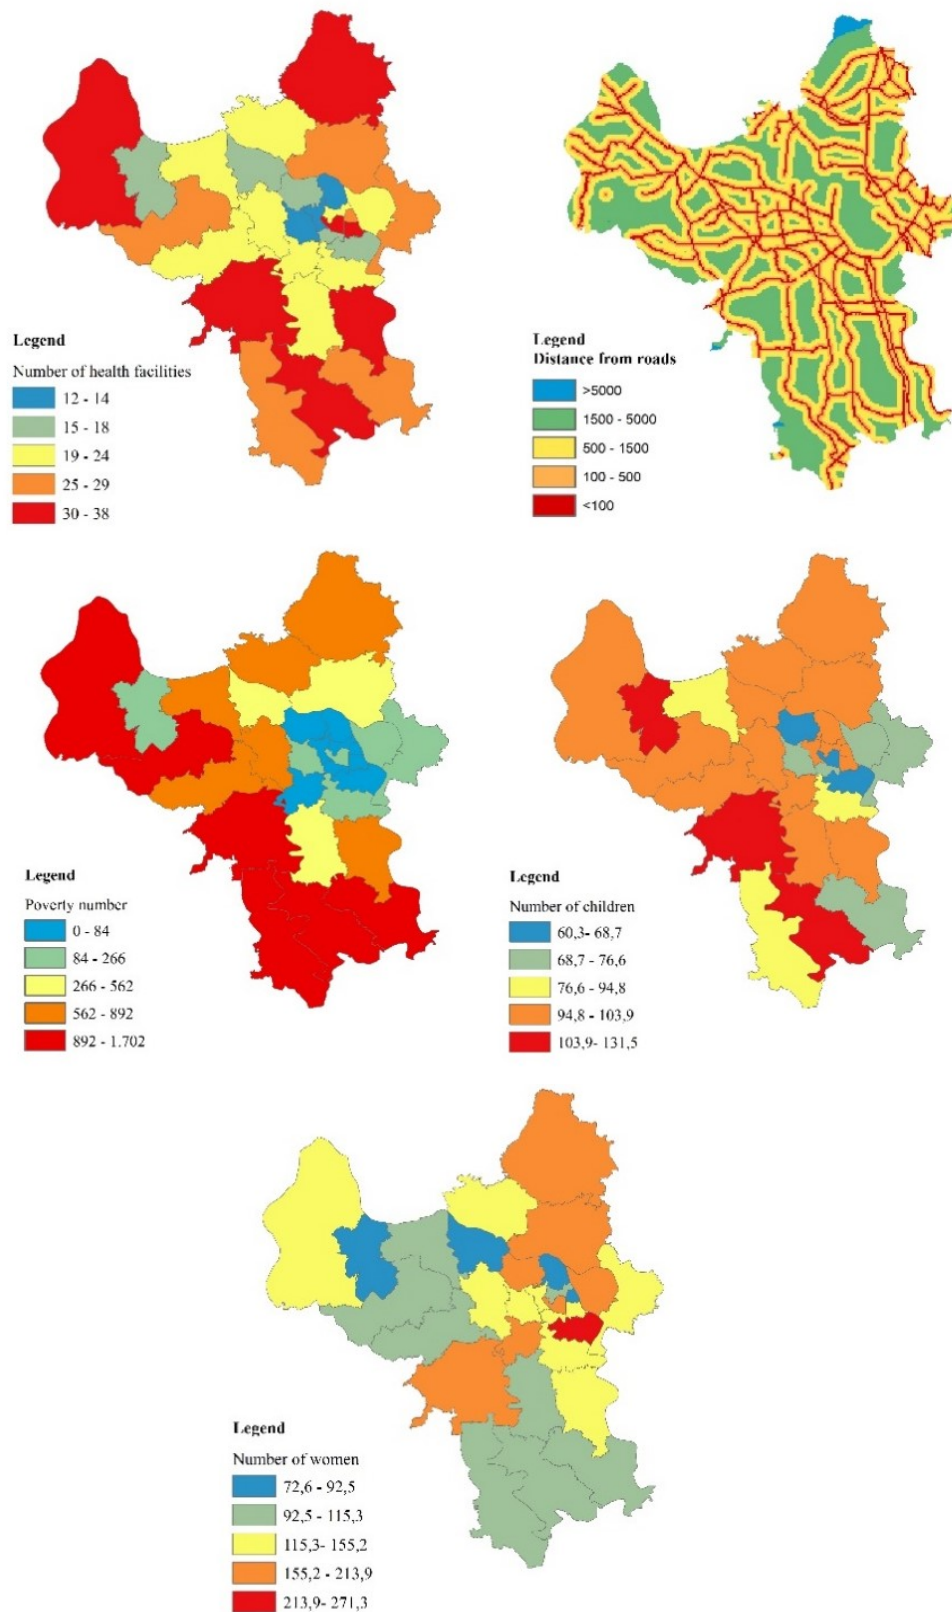 Legend
Number of health facilities
12 - 14
15 - 18
19 - 24
25 - 29
30 - 38
Legend
Distance from roads
>5000
1500 - 5000
500 - 1500
100 - 500
<100
Legend
Poverty number
0 - 84
84 - 266
266 - 562
562 - 892
892 - 1.702
Legend
Number of children
60,3- 68,7
68,7 - 76,6
76,6 - 94,8
94,8 - 103,9
103,9- 131,5
Legend
Number of women
72,6 - 92,5
92,5 - 115,3
115,3- 155,2
155,2 - 213,9
213,9- 271,3